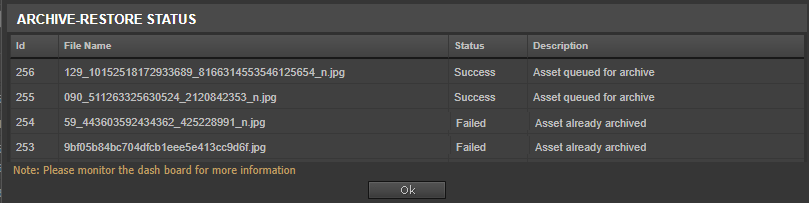 ARCHIVE-RESTORE STATUS
Id File Name Status Description
256 129_10152518172933689_8166314553546125654_n.jpg Success Asset queued for archive
255 090_511263325630524_2120842353_n.jpg Success Asset queued for archive
254 59_443603592434362_425228991_n.jpg Failed Asset already archived
253 9bf05b84bc704dfcb1eee5e413cc9d6f.jpg Failed Asset already archived
Note: Please monitor the dash board for more information
Ok